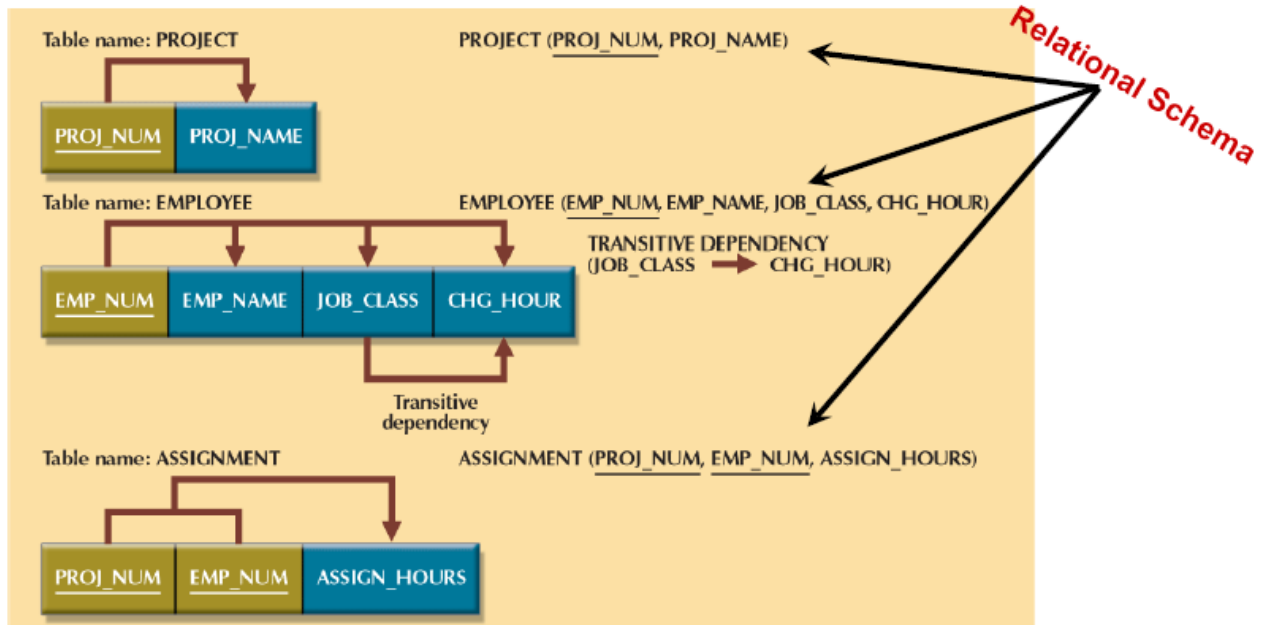 Relational Schema
Table name: PROJECT
PROJECT (PROJ_NUM, PROJ_NAME)
PROJ_NUM PROJ_NAME
Table name: EMPLOYEE
EMPLOYEE (EMP_NUM, EMP_NAME, JOB_CLASS, CHG_HOUR)
TRANSITIVE DEPENDENCY
(JOB_CLASS CHG_HOUR)
EMP_NUM EMP_NAME JOB_CLASS CHG_HOUR
Transitive
dependency
Table name: ASSIGNMENT
ASSIGNMENT (PROJ_NUM, EMP_NUM, ASSIGN_HOURS)
PROJ_NUM EMP_NUM ASSIGN_HOURS